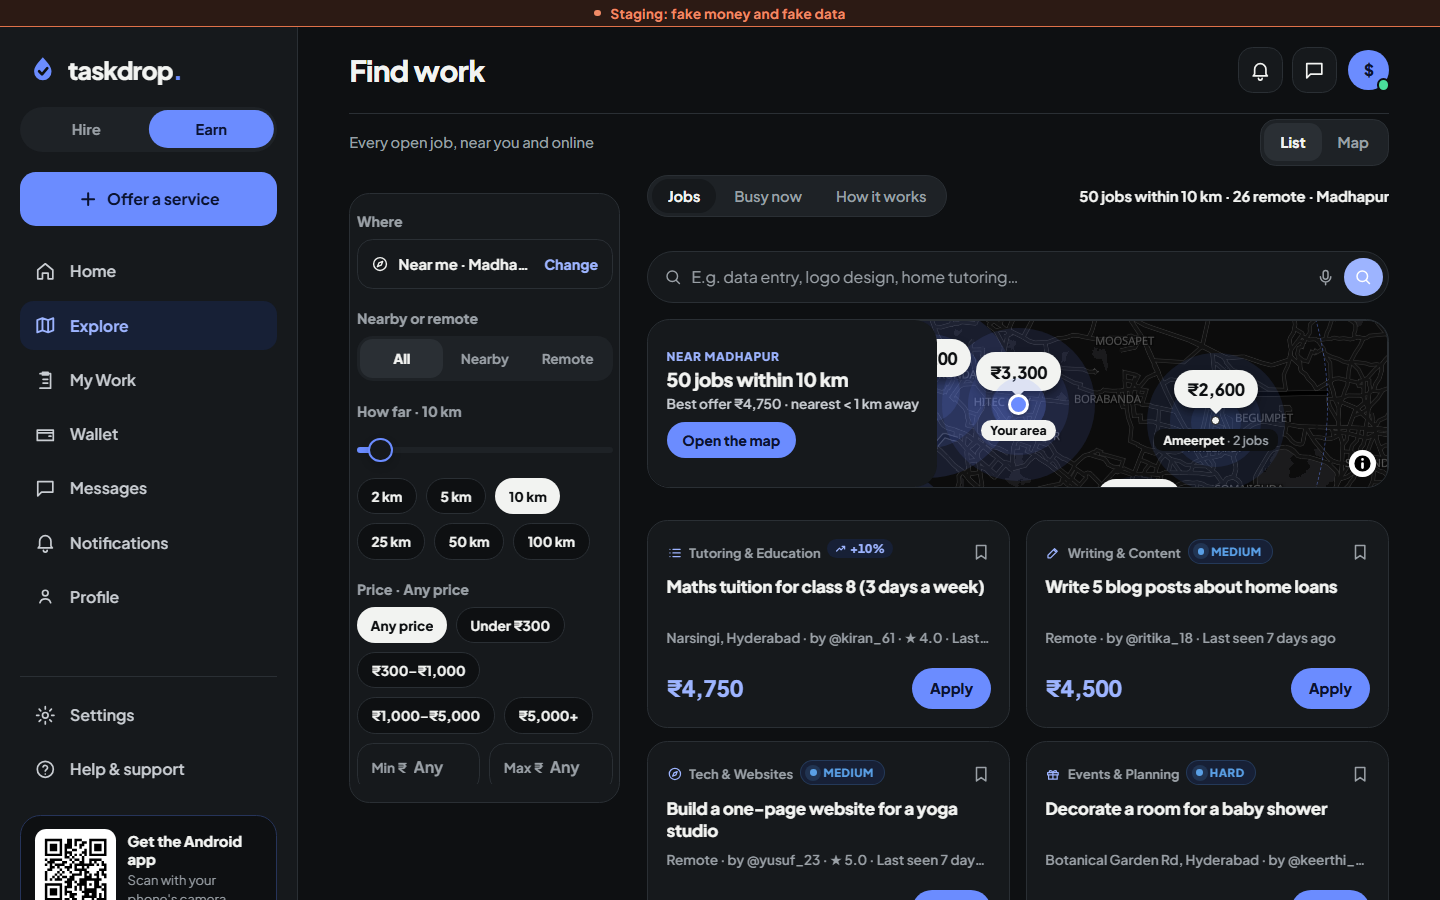 Staging: fake money and fake data
taskdrop.
Hire
Earn
Offer a service
Home
Explore
My Work
Wallet
Messages
Notifications
Profile
Settings
Help & support
Get the Android
app
Scan with your
phone's camera
Find work
$
Every open job, near you and online
List
Map
Where
Near me · Madha...
Change
Nearby or remote
All
Nearby
Remote
How far · 10 km
2 km
5 km
10 km
25 km
50 km
100 km
Price · Any price
Any price
Under ₹300
₹300–₹1,000
₹1,000–₹5,000
₹5,000+
Min ₹ Any
Max ₹ Any
Jobs
Busy now
How it works
50 jobs within 10 km · 26 remote · Madhapur
E.g. data entry, logo design, home tutoring...
NEAR MADHAPUR
50 jobs within 10 km
Best offer ₹4,750 · nearest < 1 km away
Open the map
00
₹3,300
MOOSAPET
HITEC
BORABANDA
Your area
₹2,600
BEGUMPET
Ameerpet · 2 jobs
Tutoring & Education
+10%
Maths tuition for class 8 (3 days a week)
Narsingi, Hyderabad · by @kiran_61 · ★ 4.0 · Last...
₹4,750
Apply
Writing & Content
MEDIUM
Write 5 blog posts about home loans
Remote · by @ritika_18 · Last seen 7 days ago
₹4,500
Apply
Tech & Websites
MEDIUM
Build a one-page website for a yoga
studio
Remote · by @yusuf_23 · ★ 5.0 · Last seen 7 day...
Events & Planning
HARD
Decorate a room for a baby shower
Botanical Garden Rd, Hyderabad · by @keerthi_...